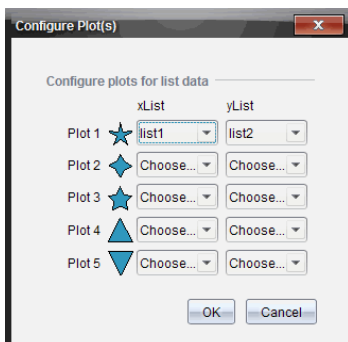 Configure Plot(s)
Configure plots for list data
xList yList
Plot 1 list1 list2
Plot 2 Choose... Choose...
Plot 3 Choose... Choose...
Plot 4 Choose... Choose...
Plot 5 Choose... Choose...
OK Cancel